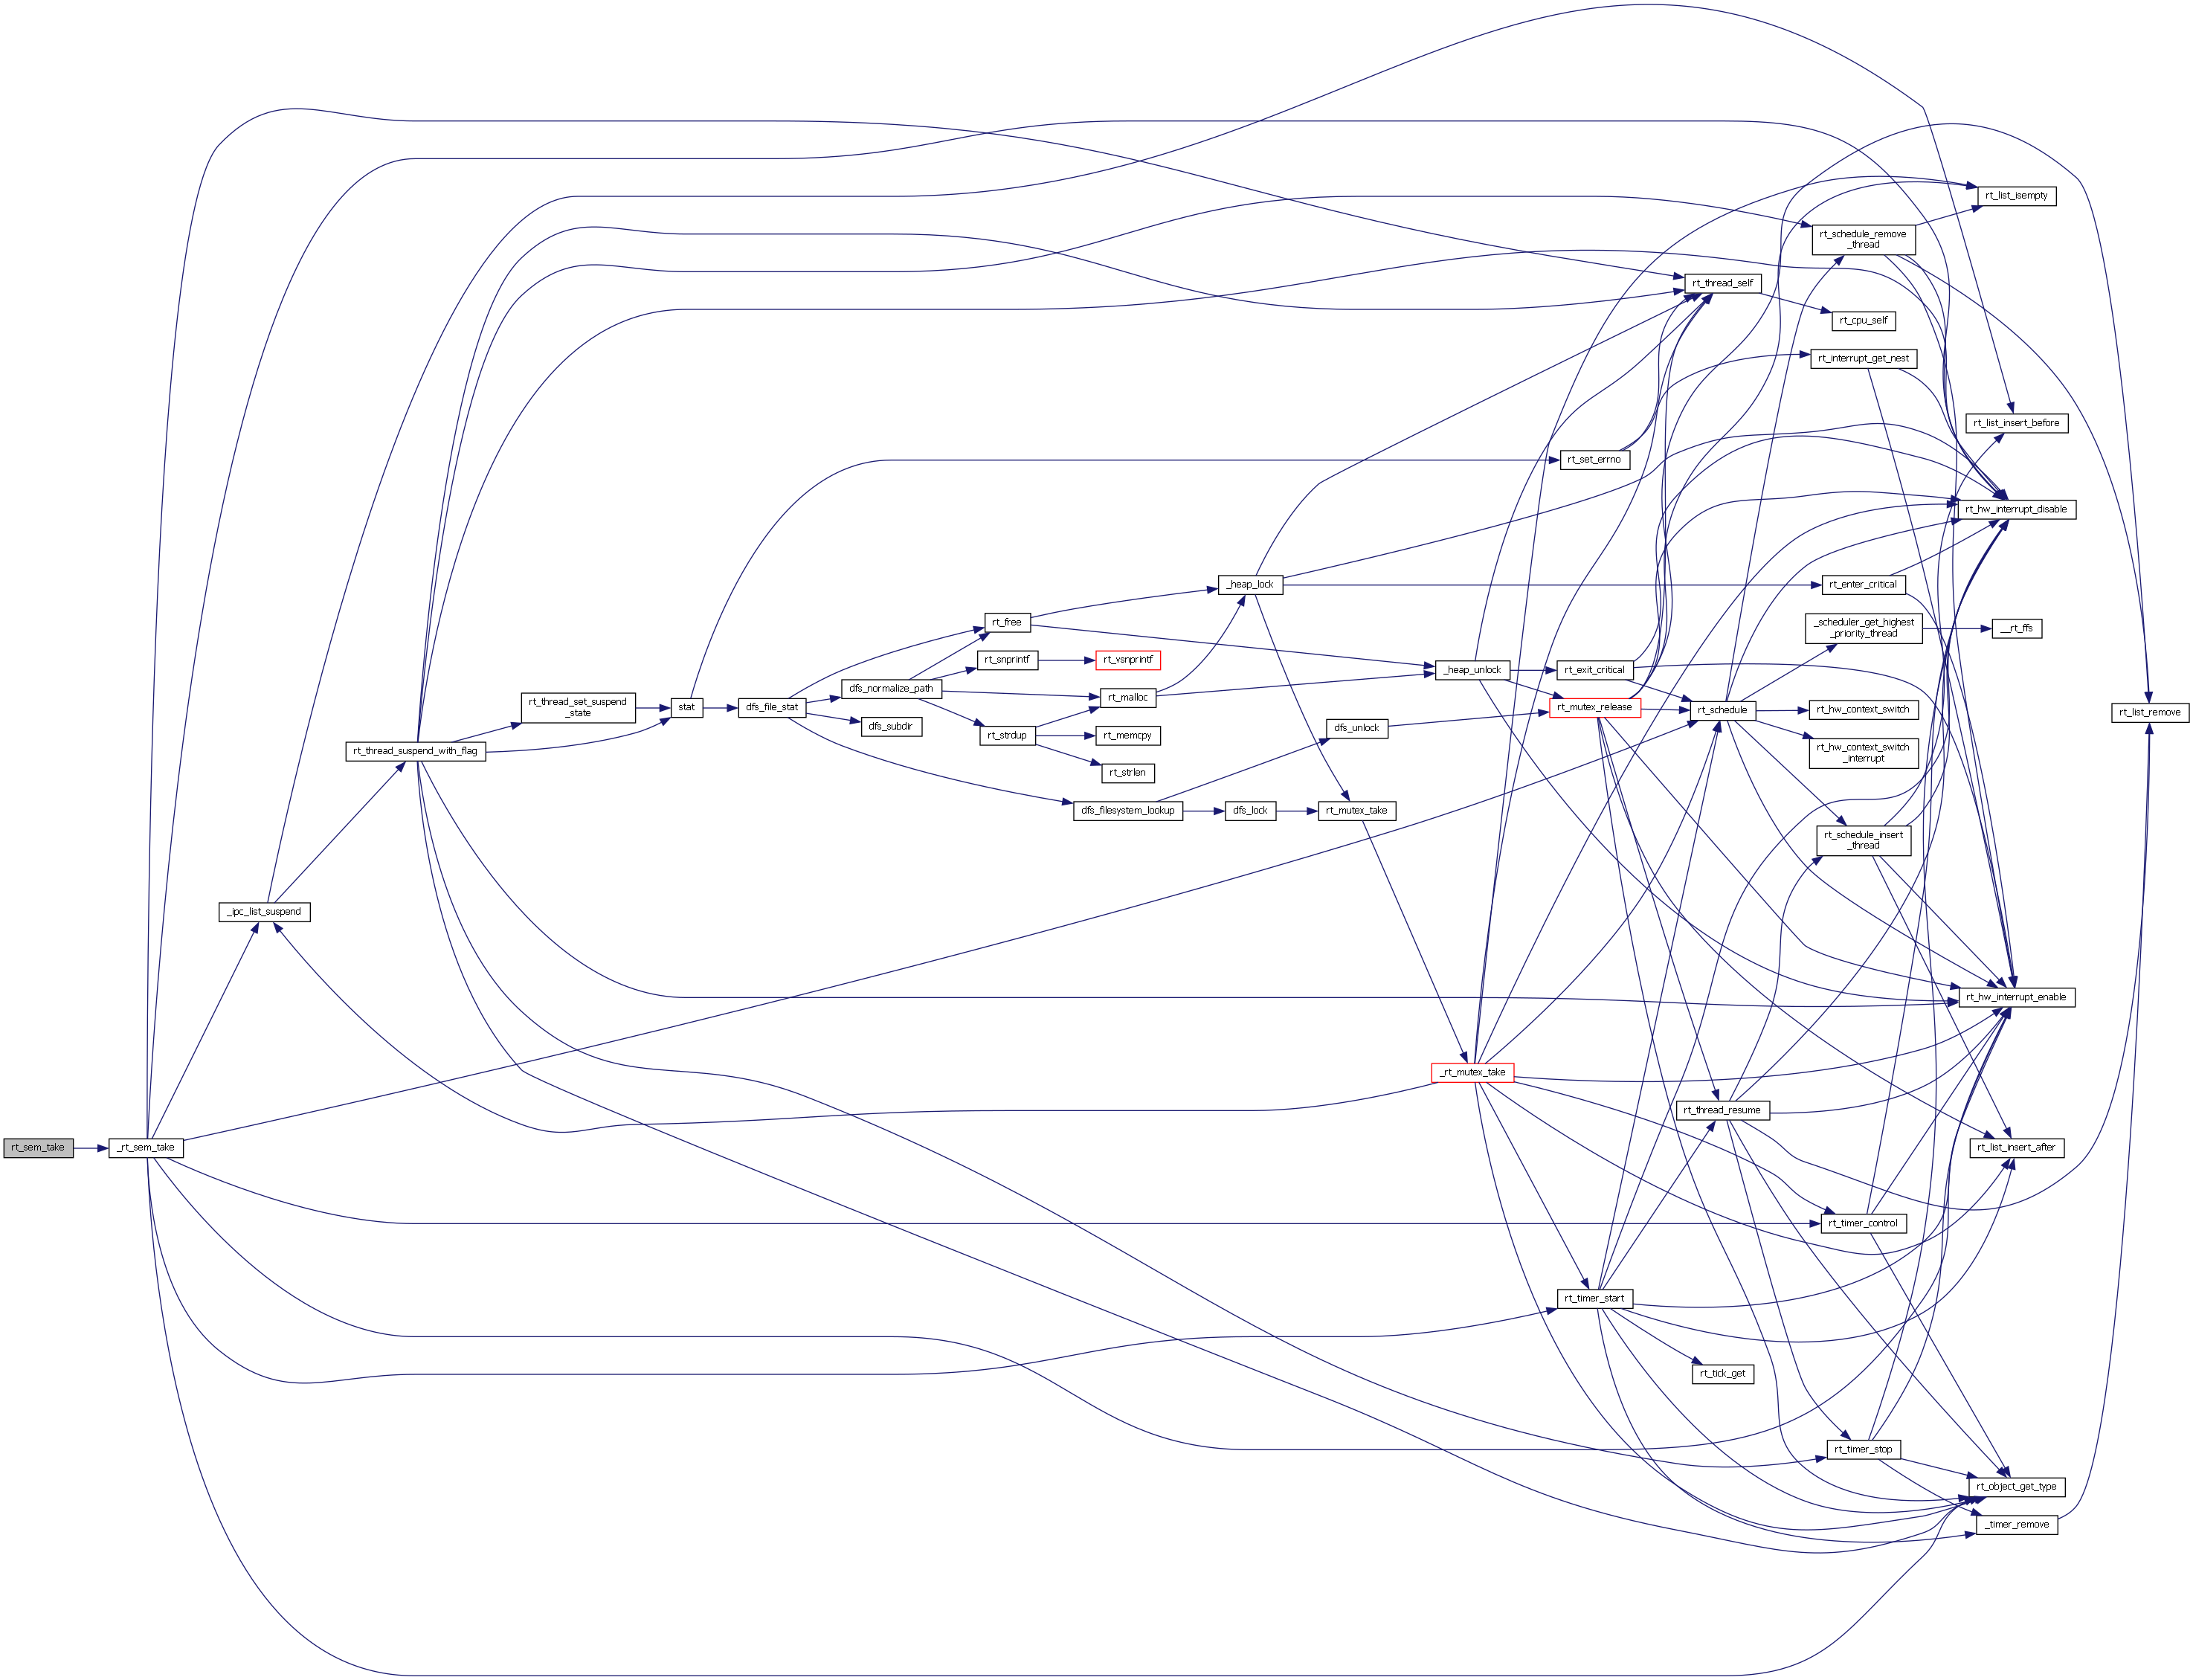 rt_sem_take
_rt_sem_take
_ipc_list_suspend
rt_thread_suspend_with_flag
rt_thread_set_suspend
_state
stat
dfs_file_stat
rt_free
dfs_normalize_path
dfs_subdir
rt_snprintf
rt_vsnprintf
rt_malloc
rt_strdup
rt_memcpy
rt_strlen
dfs_filesystem_lookup
dfs_unlock
dfs_lock
_heap_lock
rt_mutex_take
_heap_unlock
_rt_mutex_take
rt_set_errno
rt_exit_critical
rt_mutex_release
rt_timer_start
rt_thread_self
rt_schedule
rt_thread_resume
rt_tick_get
rt_schedule_remove
_thread
rt_cpu_self
rt_interrupt_get_nest
rt_enter_critical
_scheduler_get_highest
_priority_thread
rt_hw_context_switch
rt_hw_context_switch
_interrupt
rt_schedule_insert
_thread
rt_timer_control
rt_timer_stop
rt_list_isempty
rt_list_insert_before
rt_hw_interrupt_disable
__rt_ffs
rt_hw_interrupt_enable
rt_list_insert_after
rt_object_get_type
_timer_remove
rt_list_remove